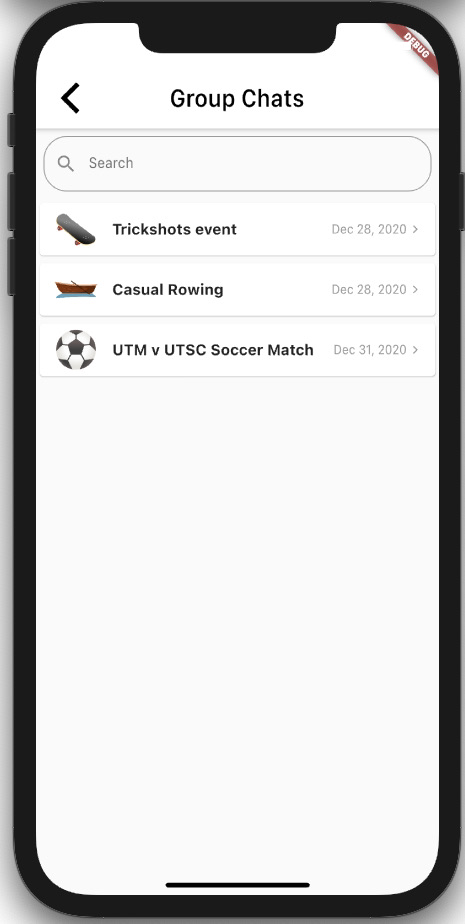 DEBUG
Group Chats
Search
Trickshots event Dec 28, 2020
Casual Rowing Dec 28, 2020
UTM v UTSC Soccer Match Dec 31, 2020